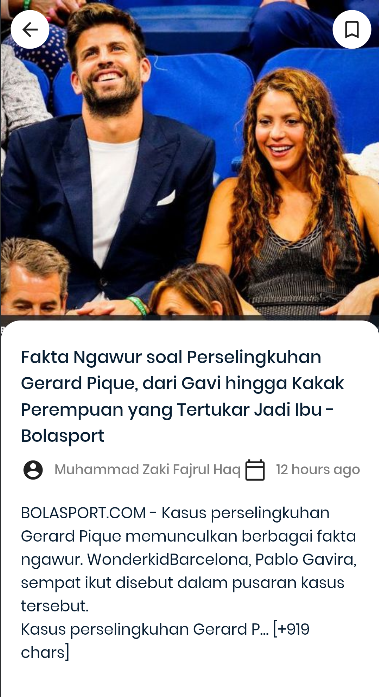 Fakta Ngawur soal Perselingkuhan
Gerard Pique, dari Gavi hingga Kakak
Perempuan yang Tertukar Jadi Ibu -
Bolasport
Muhammad Zaki Fajrul Haq 12 hours ago
BOLASPORT.COM - Kasus perselingkuhan
Gerard Pique memunculkan berbagai fakta
ngawur. WonderkidBarcelona, Pablo Gavira,
sempat ikut disebut dalam pusaran kasus
tersebut.
Kasus perselingkuhan Gerard P... [+919
chars]